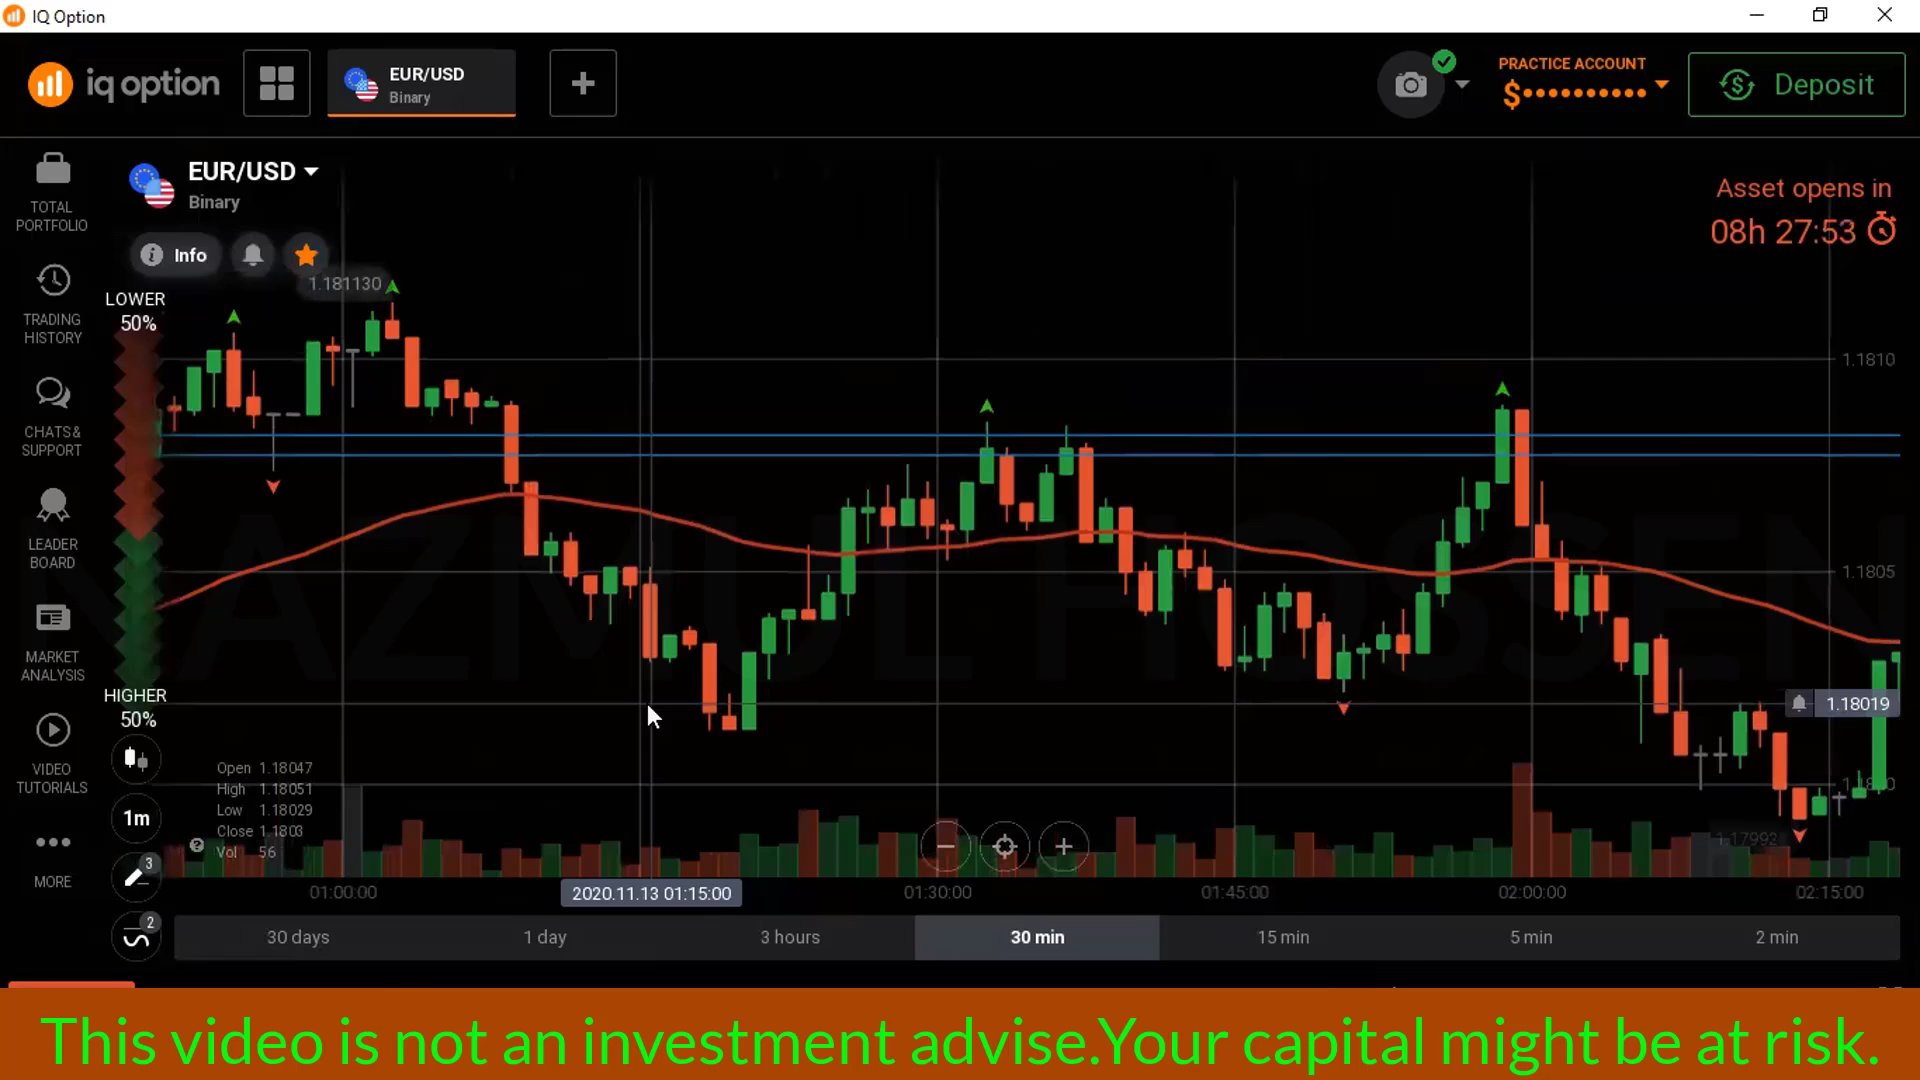 IQ Option
iq option
EUR/USD
Binary
PRACTICE ACCOUNT
$••••••••••
Deposit
TOTAL
PORTFOLIO
TRADING
HISTORY
CHATS &
SUPPORT
LEADER
BOARD
MARKET
ANALYSIS
VIDEO
TUTORIALS
MORE
EUR/USD
Binary
Info
Asset opens in
08h 27:53
LOWER
50%
HIGHER
50%
1m
3
2
1.181130
1.1810
1.1805
1.18019
NAZMUL HOSSEN
Open 1.18047
High 1.18051
Low 1.18029
Close 1.1803
Vol 56
01:00:00
2020.11.13 01:15:00
01:30:00
01:45:00
02:00:00
02:15:00
30 days
1 day
3 hours
30 min
15 min
5 min
2 min
This video is not an investment advise.Your capital might be at risk.